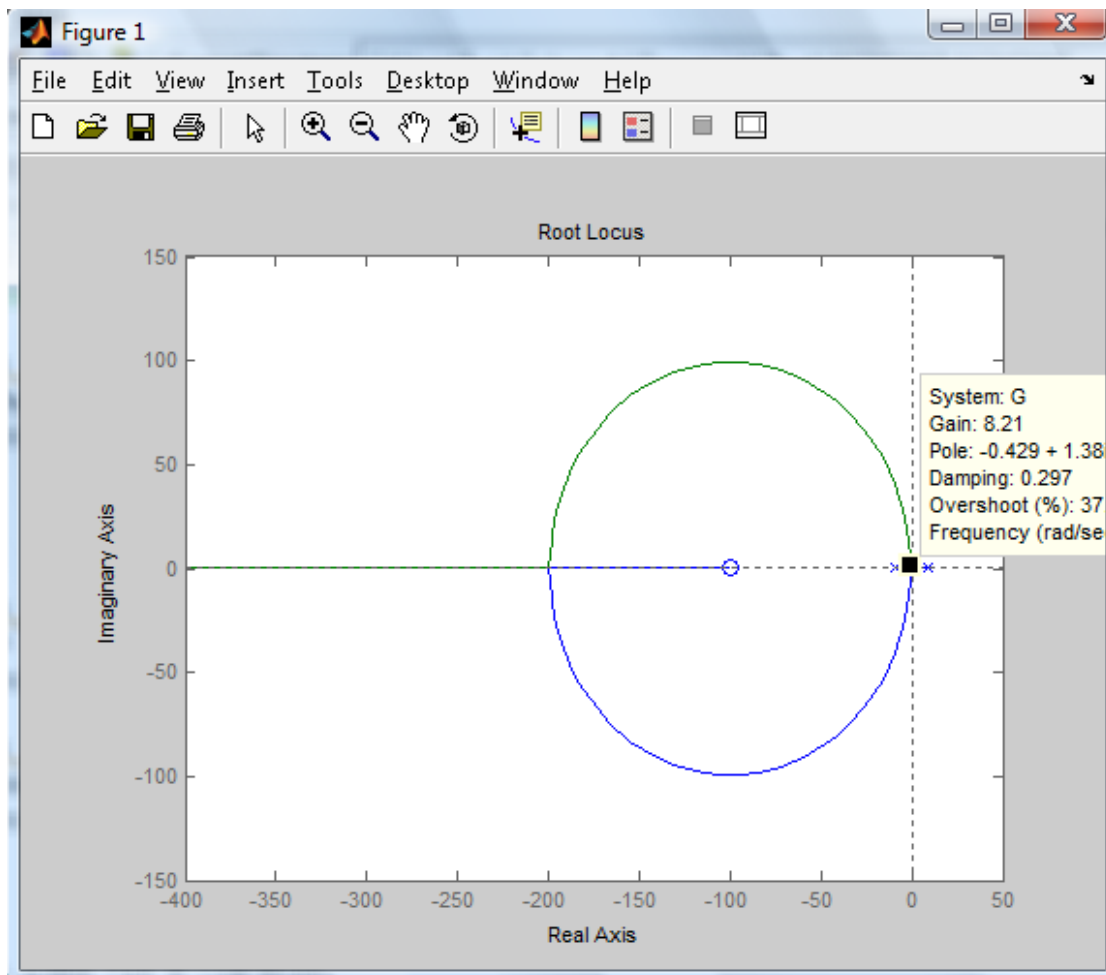 Figure 1
File Edit View Insert Tools Desktop Window Help
Root Locus
150
100
50
0
-50
-100
-150
Imaginary Axis
System: G
Gain: 8.21
Pole: -0.429 + 1.38
Damping: 0.297
Overshoot (%): 37
Frequency (rad/se
-400 -350 -300 -250 -200 -150 -100 -50 0 50
Real Axis